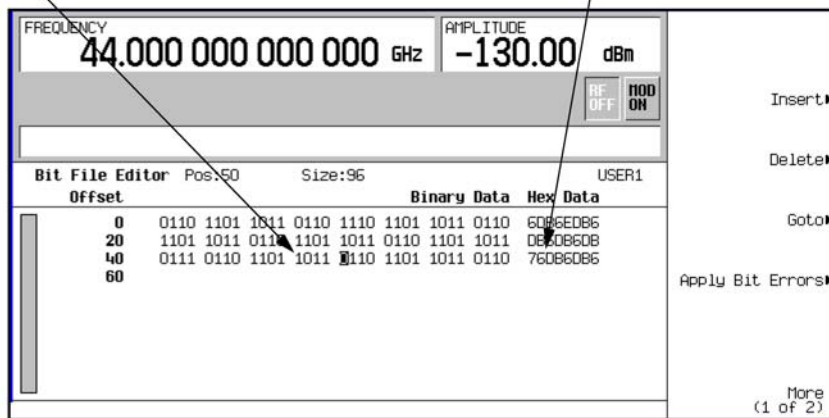 FREQUENCY
44.000 000 000 000 GHz
AMPLITUDE
-130.00 dBm
RF OFF
MOD ON
Insert
Delete
Bit File Editor Pos:50 Size:96 USER1
Offset Binary Data Hex Data
0 0110 1101 1011 0110 1110 1101 1011 0110 6DB6EDB6
20 1101 1011 0110 1101 1011 0110 1101 1011 DB6DB6DB
40 0111 0110 1101 1011 0110 1101 1011 0110 76DB6DB6
60
Goto
Apply Bit Errors
More
(1 of 2)